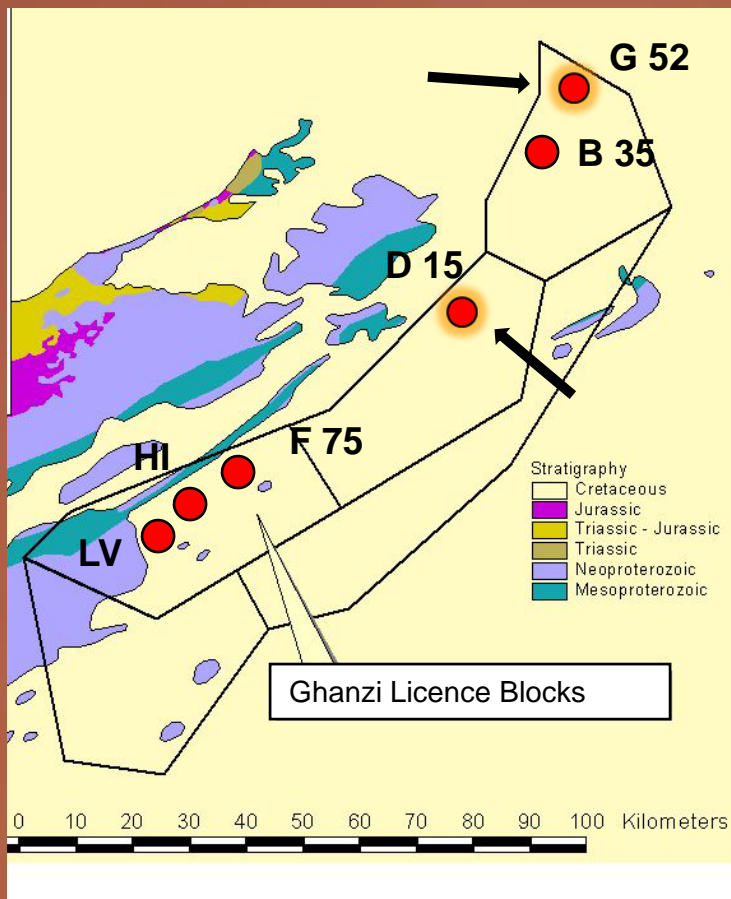 G 52
B 35
D 15
F 75
HI
LV
Stratigraphy
Cretaceous
Jurassic
Triassic - Jurassic
Triassic
Neoproterozoic
Mesoproterozoic
Ghanzi Licence Blocks
0 10 20 30 40 50 60 70 80 90 100 Kilometers